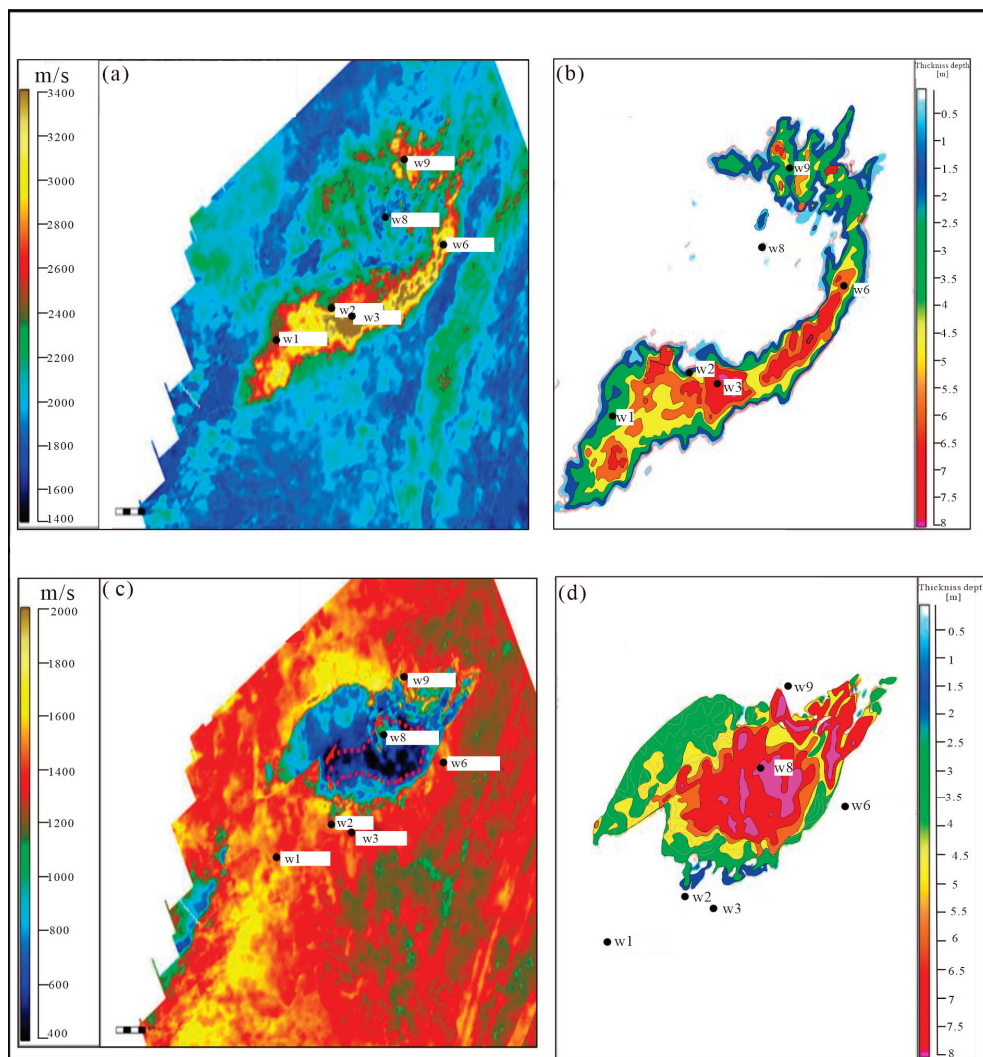 m/s
(a)
3400
3200
3000
2800
2600
2400
2200
2000
1800
1600
1400
w9
w8
w6
w2
w3
w1
(b)
Thickniss depth
[m]
0.5
1
1.5
2
2.5
3
3.5
4
4.5
5
5.5
6
6.5
7
7.5
8
w9
w8
w6
w2
w3
w1
m/s
( c)
2000
1800
1600
1400
1200
1000
800
600
400
w9
w8
w6
w2
w3
w1
(d)
Thickniss depth
[m]
0.5
1
1.5
2
2.5
3
3.5
4
4.5
5
5.5
6
6.5
7
7.5
8
w9
w8
w6
w2
w3
w1